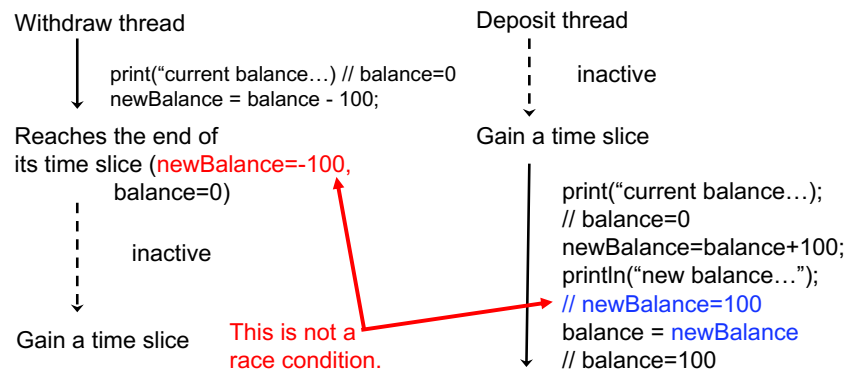 Withdraw thread
print(“current balance…) // balance=0
newBalance = balance - 100;
Reaches the end of
its time slice (newBalance=-100,
balance=0)
inactive
Gain a time slice
This is not a
race condition.
Deposit thread
inactive
Gain a time slice
print(“current balance…);
// balance=0
newBalance=balance+100;
println(“new balance…”);
// newBalance=100
balance = newBalance
// balance=100